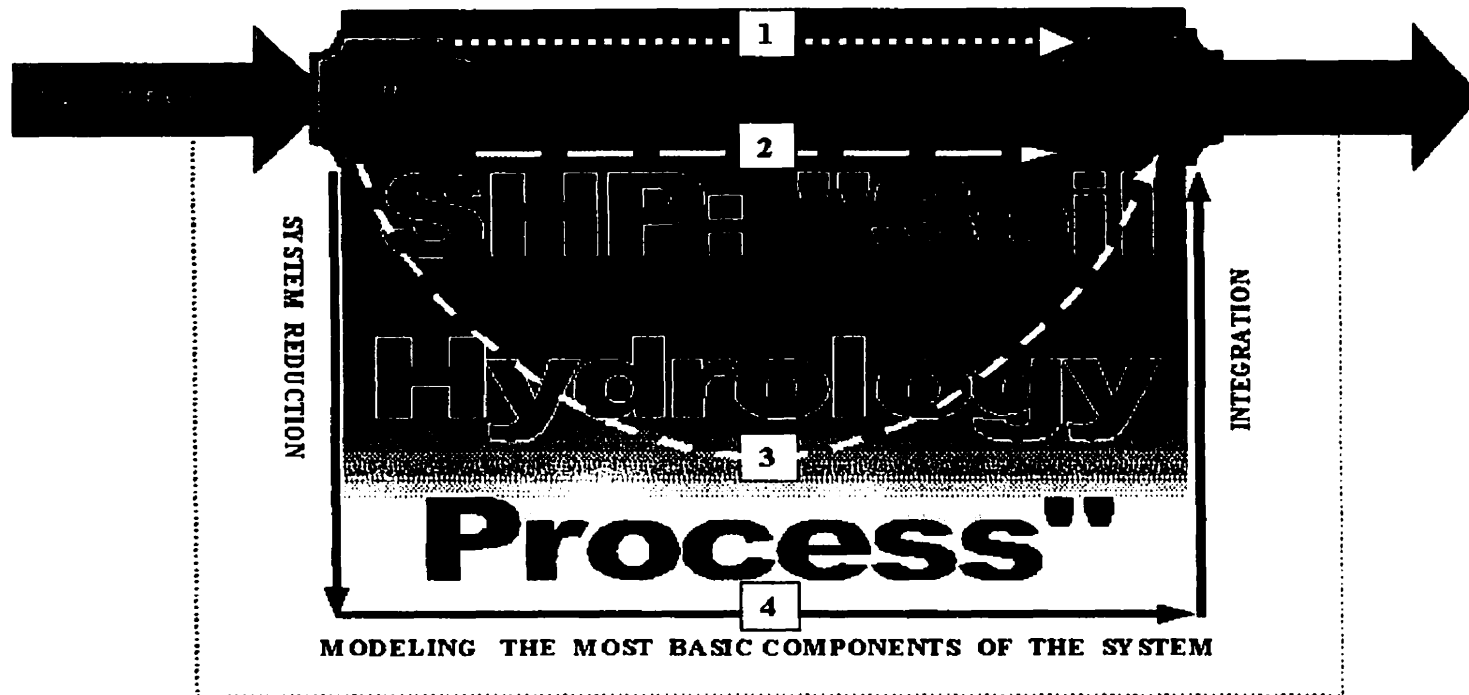 1
2
SHP:
Hydrology
3
Process"
4
SYSTEM REDUCTION
INTEGRATION
MODELING THE MOST BASIC COMPONENTS OF THE SYSTEM